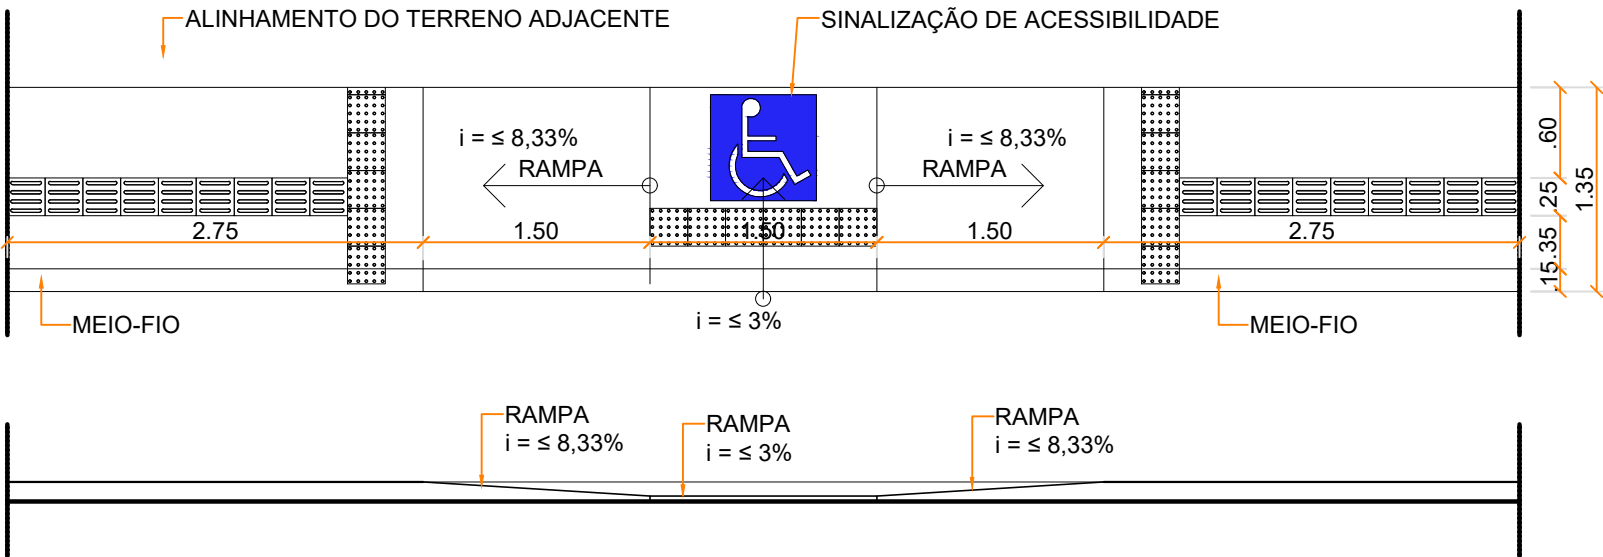 ALINHAMENTO DO TERRENO ADJACENTE
SINALIZAÇÃO DE ACESSIBILIDADE
i = ≤ 8,33%
RAMPA
i = ≤ 8,33%
RAMPA
.60
.25
1.35
.35
.15
2.75
1.50
1.50
1.50
2.75
MEIO-FIO
i = ≤ 3%
MEIO-FIO
RAMPA
i = ≤ 8,33%
RAMPA
i = ≤ 3%
RAMPA
i = ≤ 8,33%